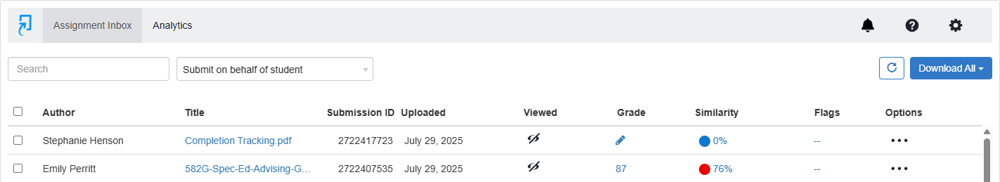 Assignment Inbox Analytics
Search Submit on behalf of student Download All
Author Title Submission ID Uploaded Viewed Grade Similarity Flags Options
Stephanie Henson Completion Tracking.pdf 2722417723 July 29, 2025 0% -- •••
Emily Perritt 582G-Spec-Ed-Advising-G... 2722407535 July 29, 2025 87 76% -- •••